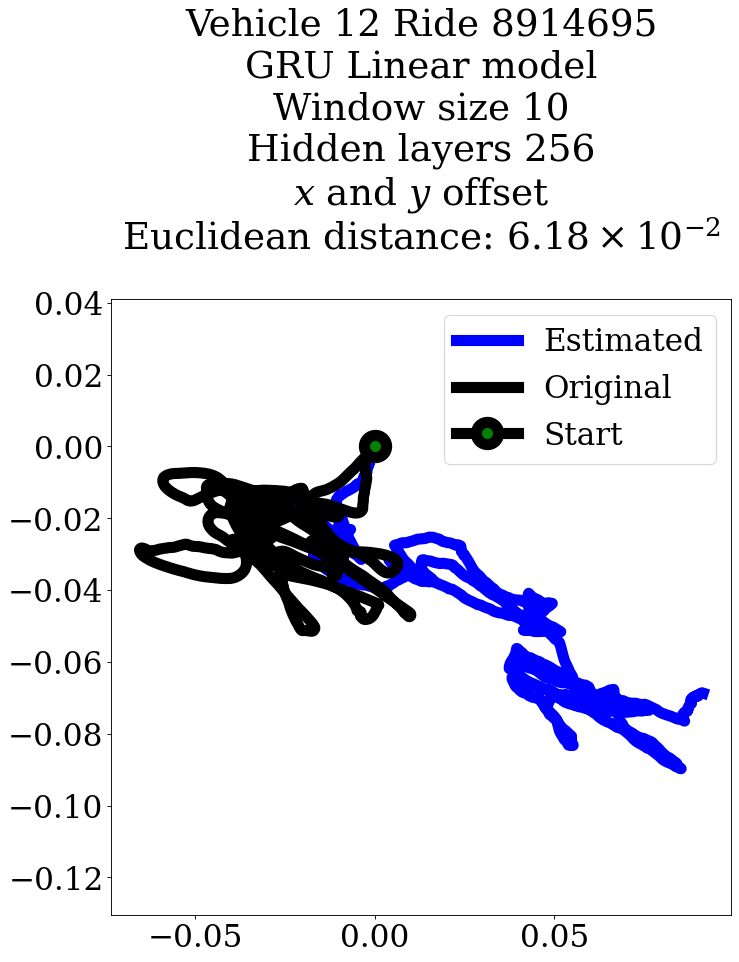 Vehicle 12 Ride 8914695
GRU Linear model
Window size 10
Hidden layers 256
x and y offset
Euclidean distance: 6.18 × 10⁻²
Estimated
Original
Start
0.04
0.02
0.00
−0.02
−0.04
−0.06
−0.08
−0.10
−0.12
−0.05 0.00 0.05